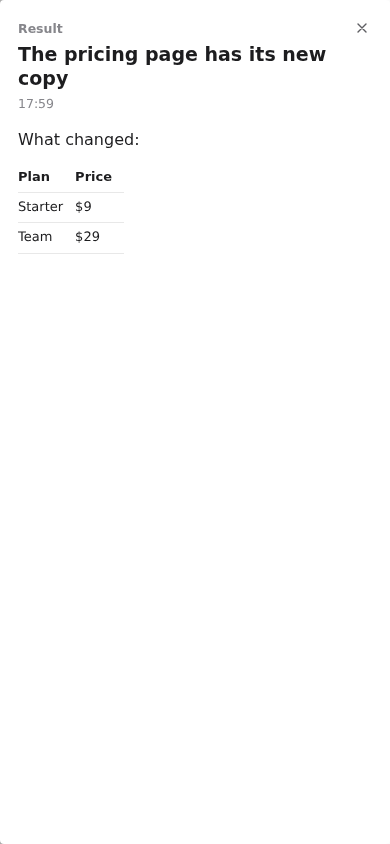 Result
The pricing page has its new
copy
17:59
What changed:
Plan Price
Starter $9
Team $29